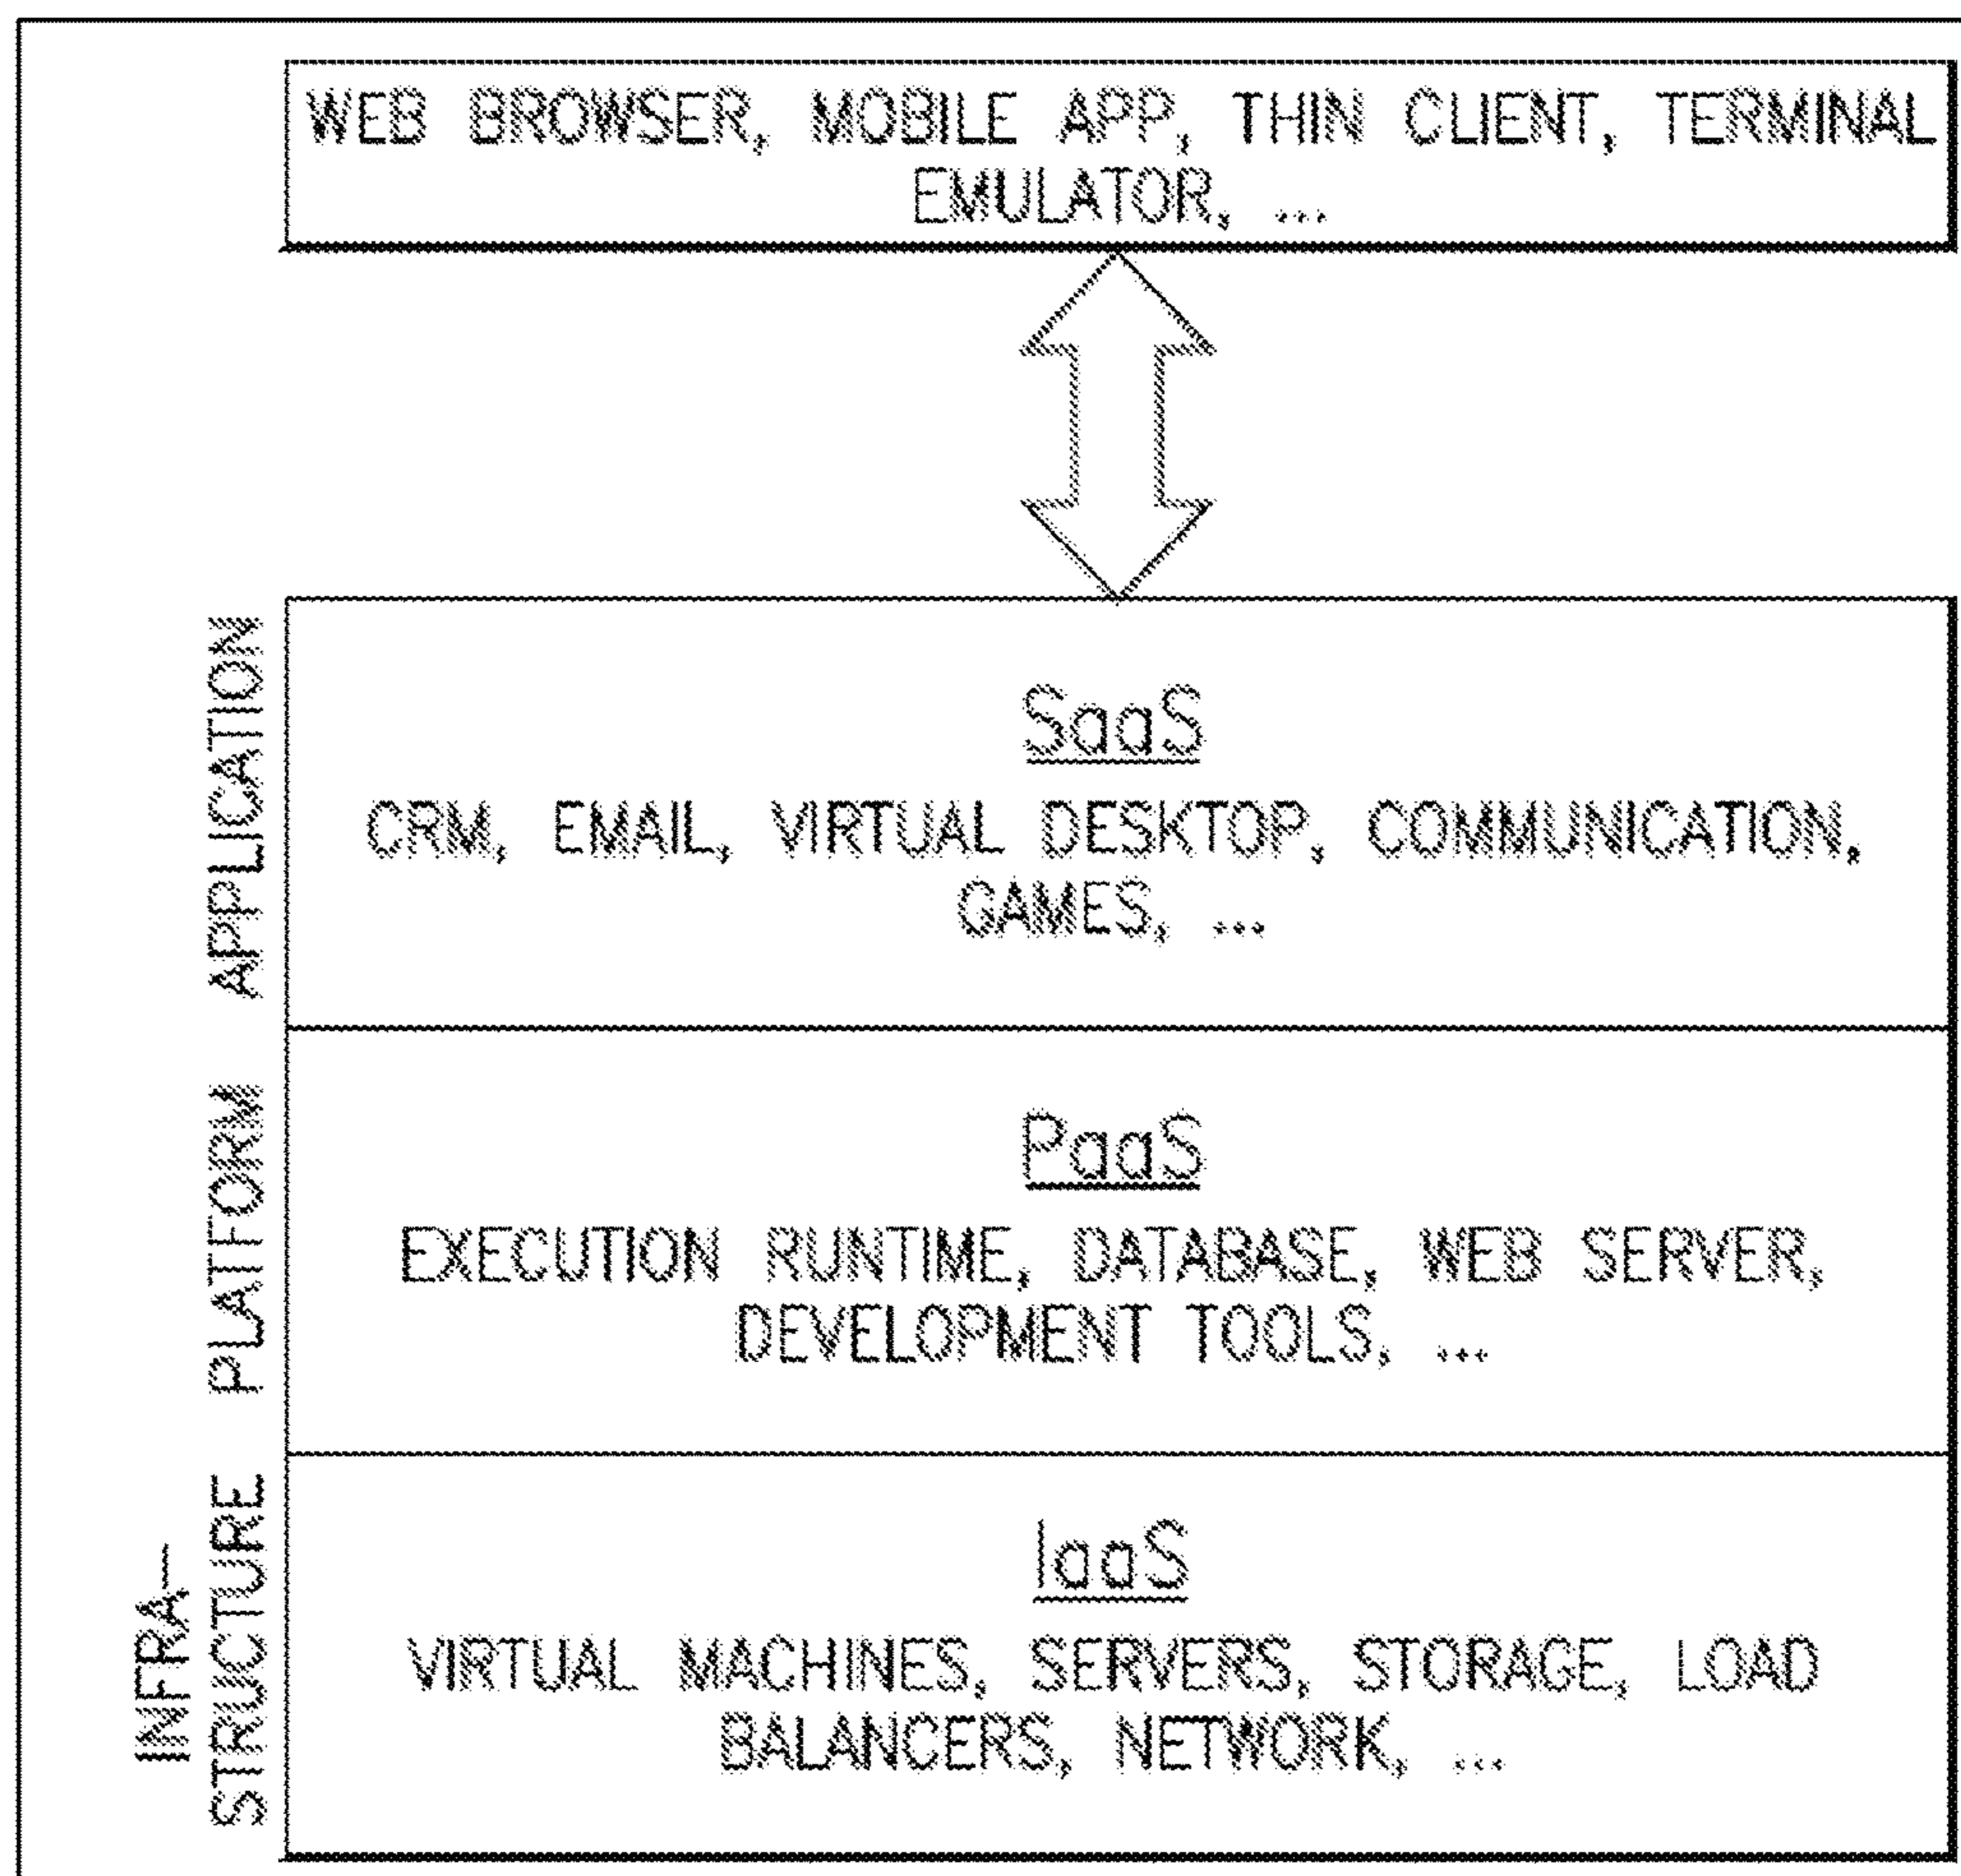 WEB BROWSER, MOBILE APP, THIN CLIENT, TERMINAL
EMULATOR, ...
APPLICATION
SaaS
CRM, EMAIL, VIRTUAL DESKTOP, COMMUNICATION,
GAMES, ...
PLATFORM
PaaS
EXECUTION RUNTIME, DATABASE, WEB SERVER,
DEVELOPMENT TOOLS, ...
INFRA-
STRUCTURE
IaaS
VIRTUAL MACHINES, SERVERS, STORAGE, LOAD
BALANCERS, NETWORK, ...